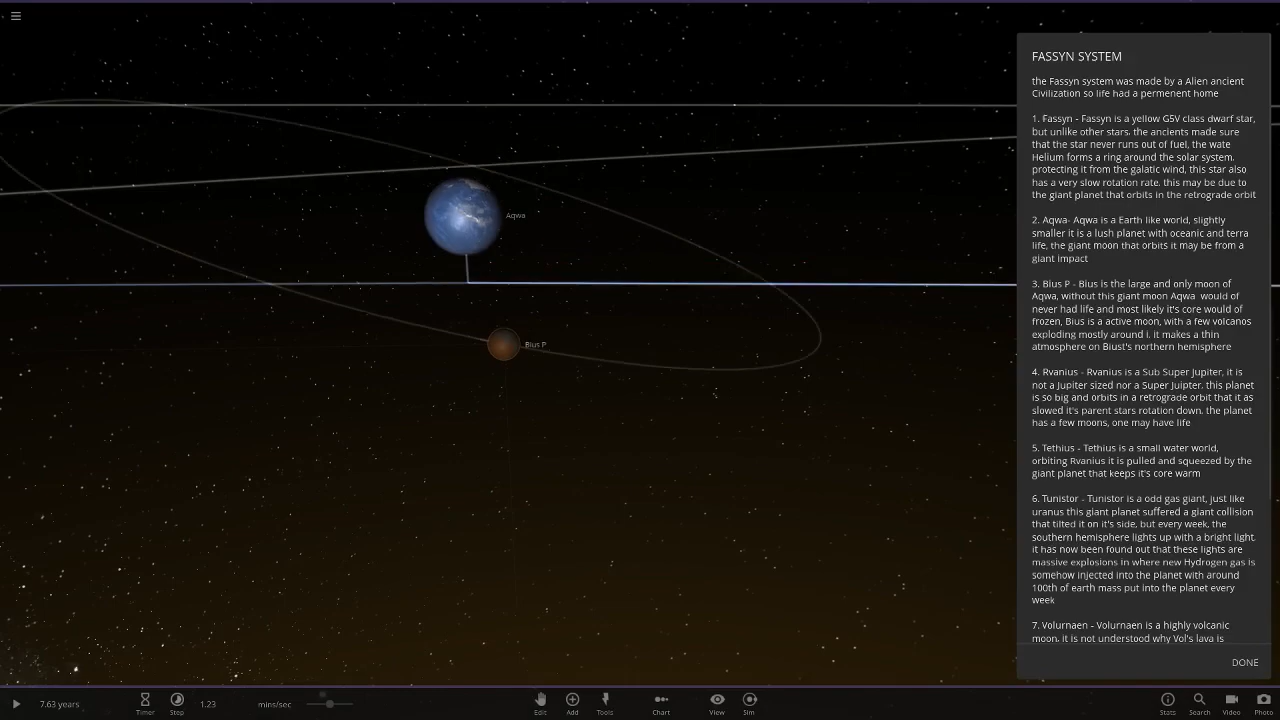 FASSYN SYSTEM
the Fassyn system was made by a Alien ancient
Civilization so life had a permenent home
1. Fassyn - Fassyn is a yellow G5V class dwarf star,
but unlike other stars. the ancients made sure
that the star never runs out of fuel, the wate
Helium forms a ring around the solar system.
protecting it from the galatic wind, this star also
has a very slow rotation rate. this may be due to
the giant planet that orbits in the retrograde orbit
2. Aqwa- Aqwa is a Earth like world, slightly
smaller it is a lush planet with oceanic and terra
life, the giant moon that orbits it may be from a
giant impact
3. Bius P - Bius is the large and only moon of
Aqwa, without this giant moon Aqwa would of
never had life and most likely it's core would of
frozen, Bius is a active moon, with a few volcanos
exploding mostly around i. it makes a thin
atmosphere on Biust's northern hemisphere
4. Rvanius - Rvanius is a Sub Super Jupiter, it is
not a Jupiter sized nor a Super Juipter. this planet
is so big and orbits in a retrograde orbit that it as
slowed it's parent stars rotation down. the planet
has a few moons, one may have life
5. Tethius - Tethius is a small water world,
orbiting Rvanius it is pulled and squeezed by the
giant planet that keeps it's core warm
6. Tunistor - Tunistor is a odd gas giant, just like
uranus this giant planet suffered a giant collision
that tilted it on it's side, but every week, the
southern hemisphere lights up with a bright light.
it has now been found out that these lights are
massive explosions in where new Hydrogen gas is
somehow injected into the planet with around
100th of earth mass put into the planet every
week
7. Volurnaen - Volurnaen is a highly volcanic
moon, it is not understood why Vol's lava is
DONE
Aqwa
Bius P
7.63 years
Timer
Step
1.23
mins/sec
Edit
Add
Tools
Chart
View
Sim
Stats
Search
Video
Photo